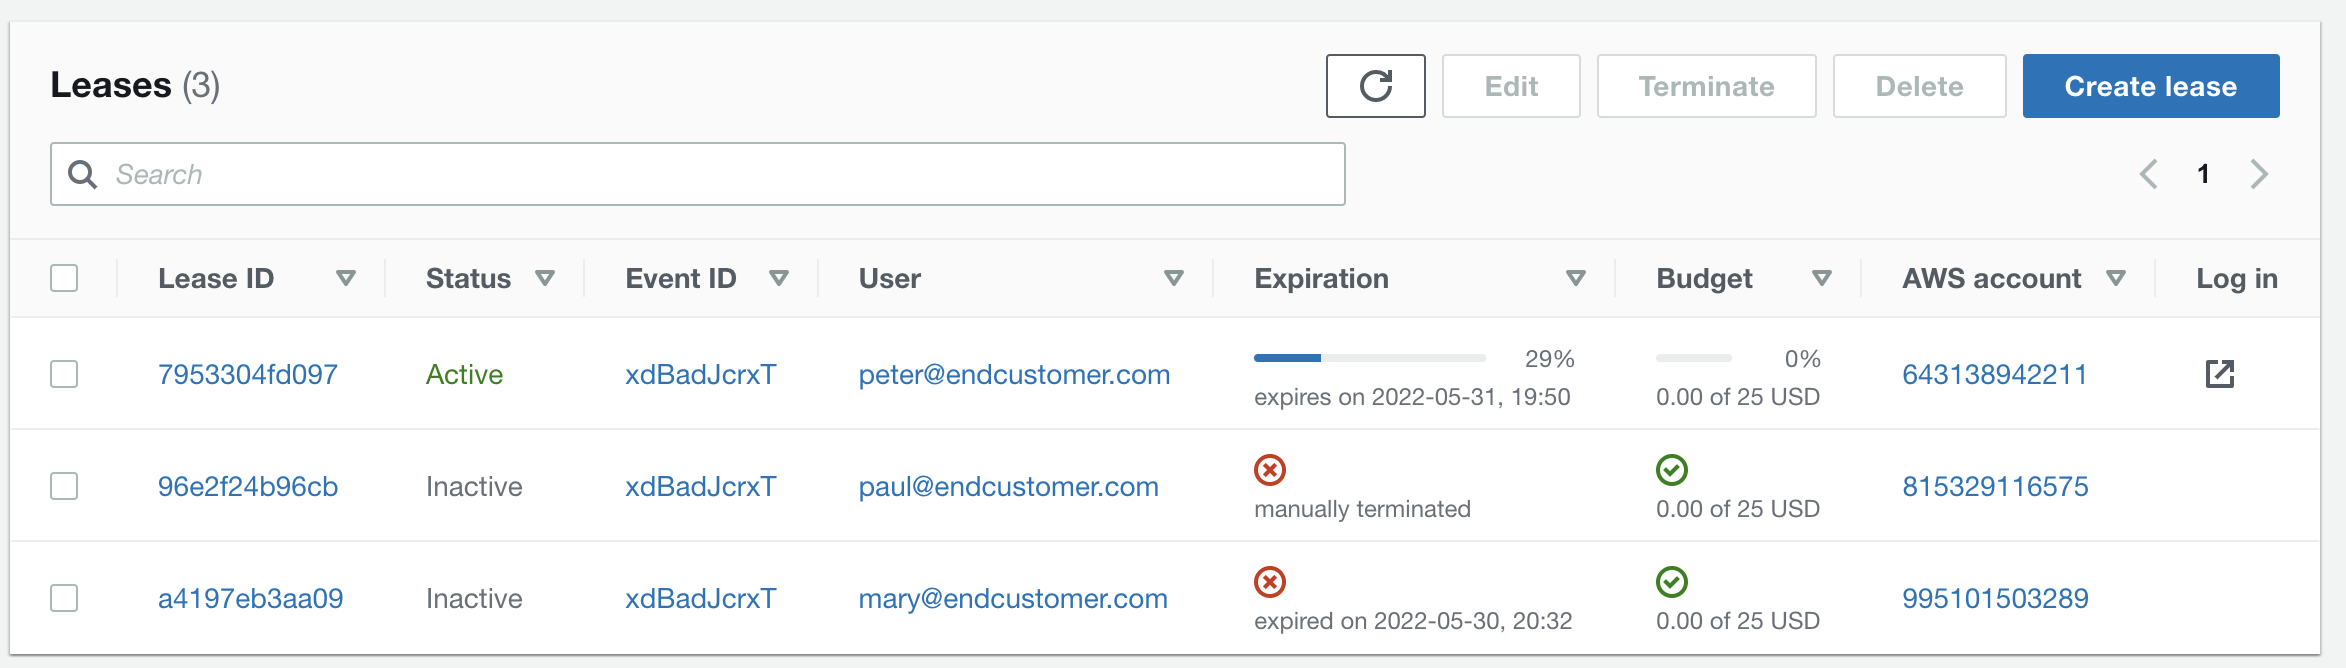 Leases (3)
Edit Terminate Delete Create lease
Search
1
Lease ID Status Event ID User Expiration Budget AWS account Log in
29% 0%
7953304fd097 Active xdBadJcrxT peter@endcustomer.com 643138942211
expires on 2022-05-31, 19:50 0.00 of 25 USD
96e2f24b96cb Inactive xdBadJcrxT paul@endcustomer.com 815329116575
manually terminated 0.00 of 25 USD
a4197eb3aa09 Inactive xdBadJcrxT mary@endcustomer.com 995101503289
expired on 2022-05-30, 20:32 0.00 of 25 USD